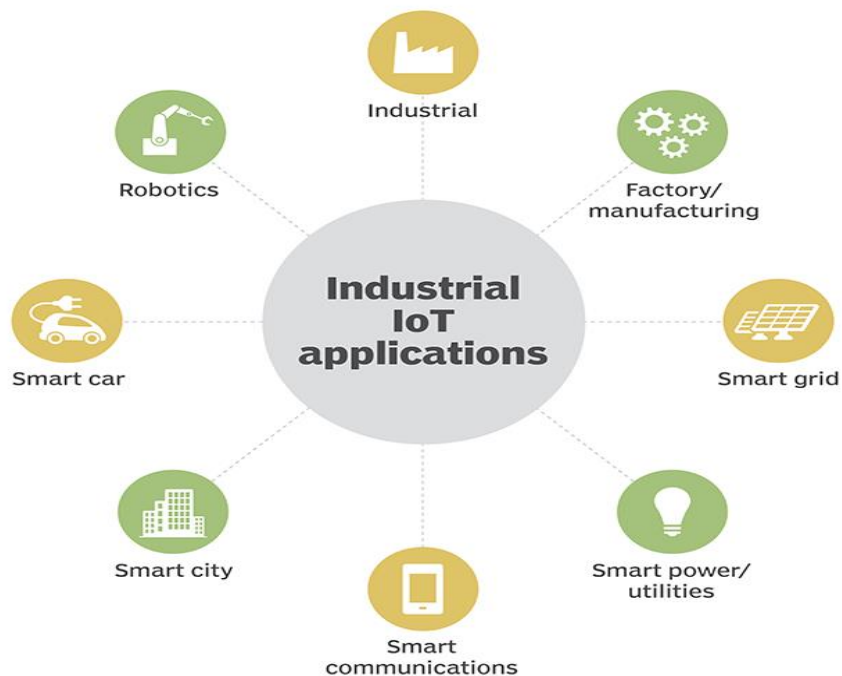 Industrial
Robotics
Factory/
manufacturing
Industrial
IoT
applications
Smart car
Smart grid
Smart city
Smart power/
utilities
Smart
communications